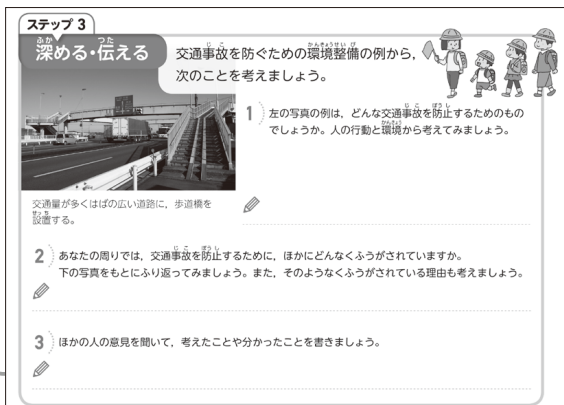 ステップ 3
深める・伝える
交通事故を防ぐための環境整備の例から，
次のことを考えましょう。
1 左の写真の例は，どんな交通事故を防止するためのもの
でしょうか。人の行動と環境から考えてみましょう。
交通量が多くはばの広い道路に，歩道橋を
設置する。
2 あなたの周りでは，交通事故を防止するために，ほかにどんなくふうがされていますか。
下の写真をもとにふり返ってみましょう。また，そのようなくふうがされている理由も考えましょう。
3 ほかの人の意見を聞いて，考えたことや分かったことを書きましょう。